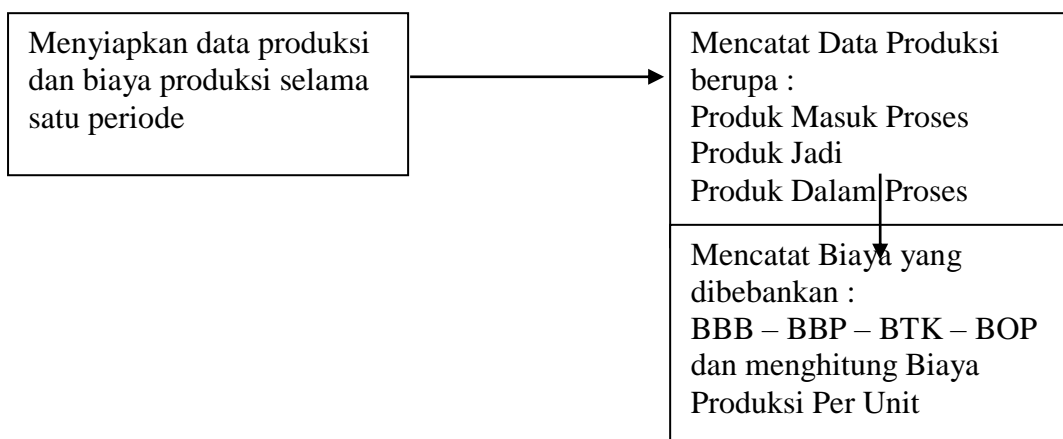 Menyiapkan data produksi
dan biaya produksi selama
satu periode
Mencatat Data Produksi
berupa :
Produk Masuk Proses
Produk Jadi
Produk Dalam Proses
Mencatat Biaya yang
dibebankan :
BBB – BBP – BTK – BOP
dan menghitung Biaya
Produksi Per Unit